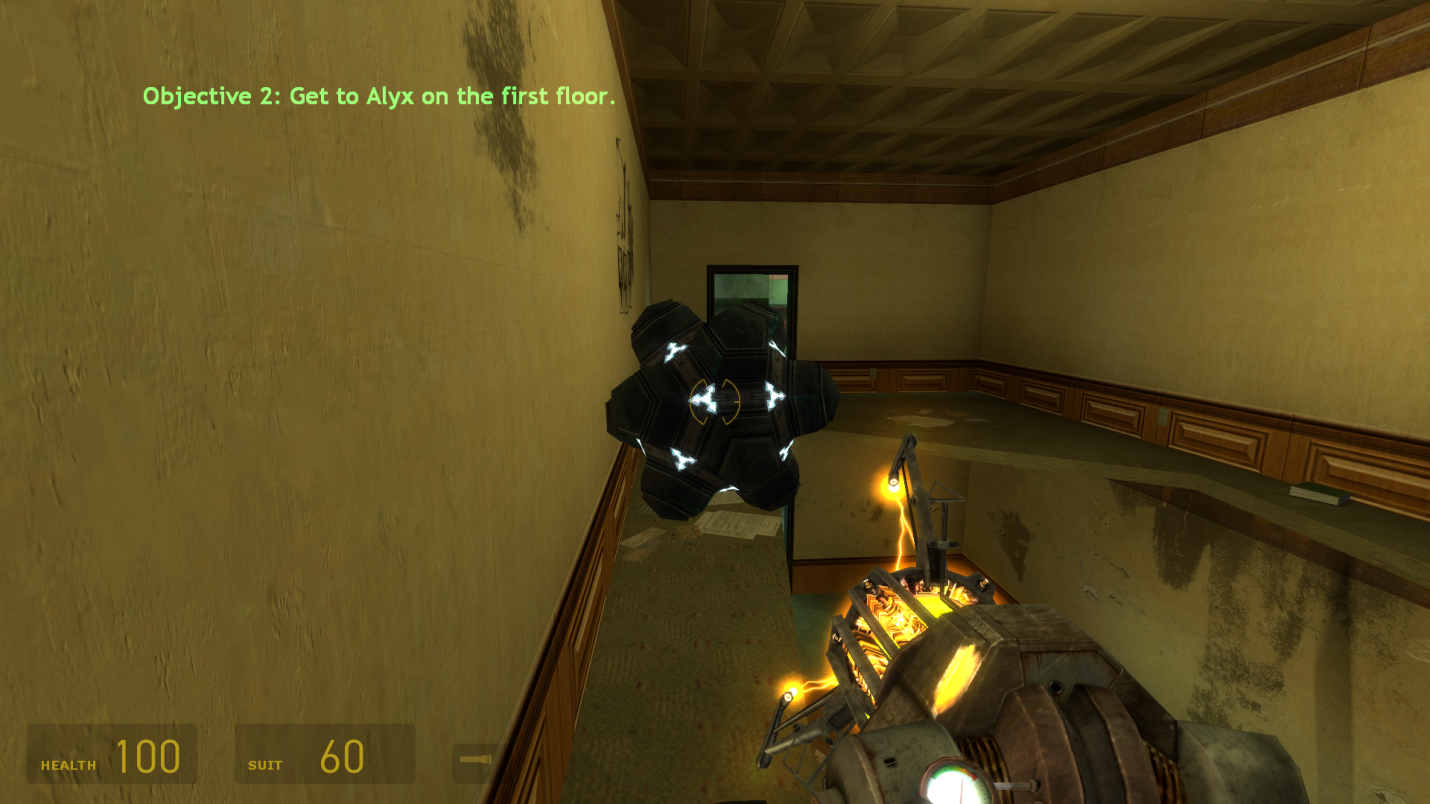 Objective 2: Get to Alyx on the first floor.
HEALTH 100
SUIT 60